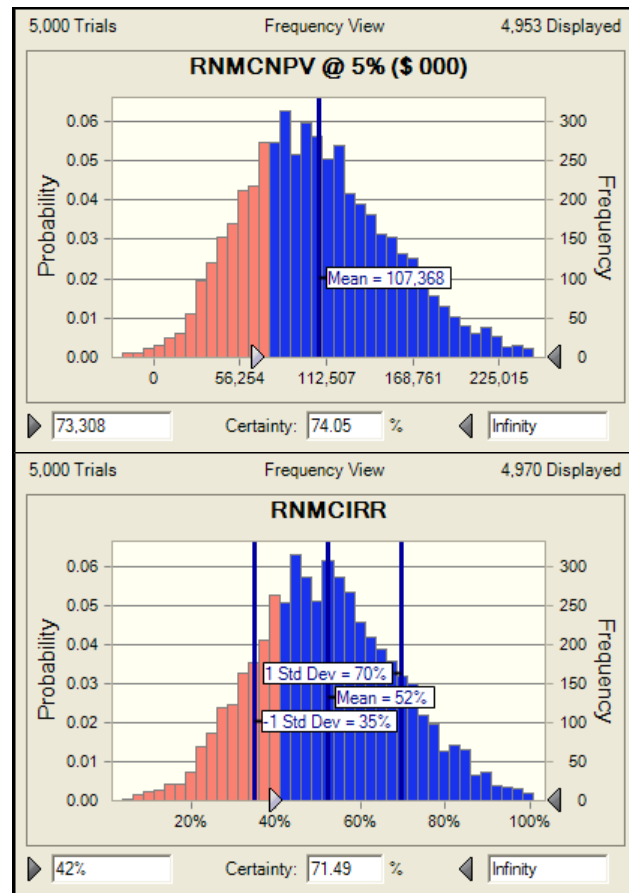 5,000 Trials Frequency View 4,953 Displayed
RNMCNPV @ 5% ($ 000)
Probability
Frequency
0.06 300
0.05 250
0.04 200
0.03 150
0.02 100
0.01 50
0.00 0
Mean = 107,368
0 56,254 112,507 168,761 225,015
73,308 Certainty: 74.05 % Infinity
5,000 Trials Frequency View 4,970 Displayed
RNMCIRR
Probability
Frequency
0.06 300
0.05 250
0.04 200
0.03 150
0.02 100
0.01 50
0.00 0
1 Std Dev = 70%
Mean = 52%
-1 Std Dev = 35%
20% 40% 60% 80% 100%
42% Certainty: 71.49 % Infinity